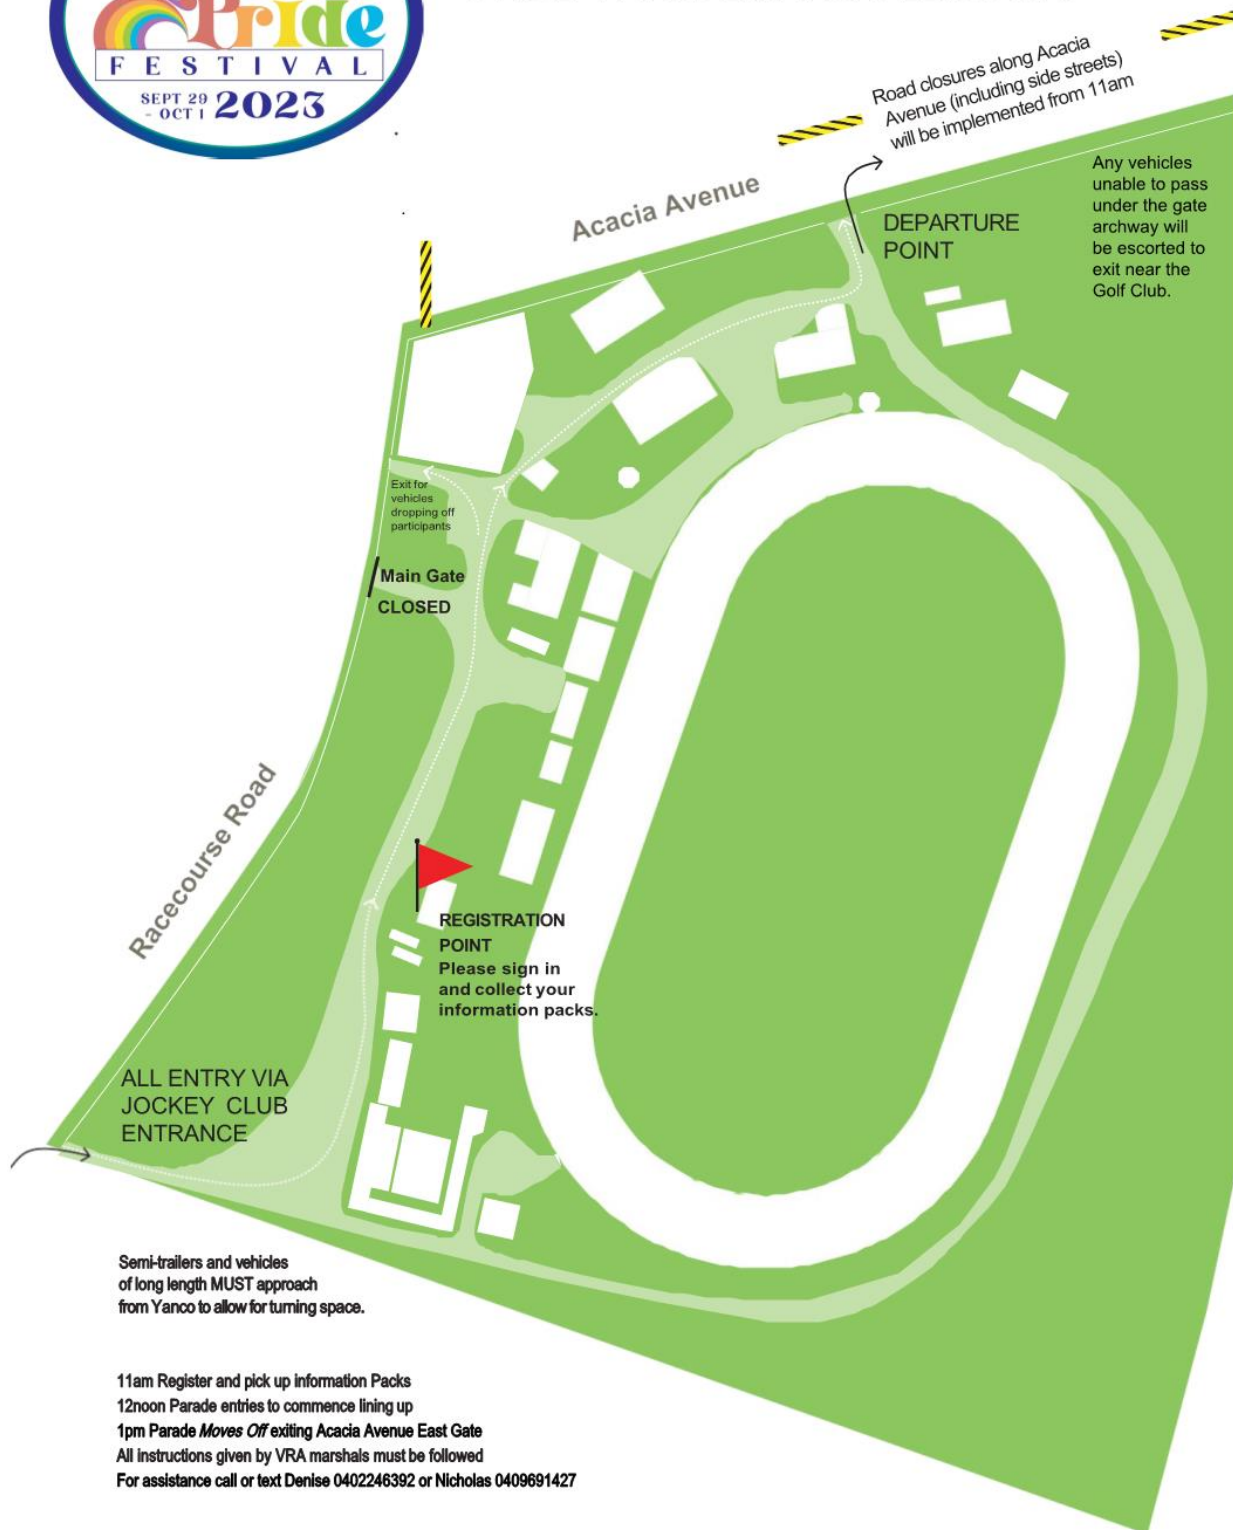 Pride
FESTIVAL
SEPT 29
- OCT 1 2023
Road closures along Acacia
Avenue (including side streets)
will be implemented from 11am
Any vehicles
unable to pass
under the gate
archway will
be escorted to
exit near the
Golf Club.
Acacia Avenue
DEPARTURE
POINT
Exit for
vehicles
dropping off
participants
Main Gate
CLOSED
Racecourse Road
REGISTRATION
POINT
Please sign in
and collect your
information packs.
ALL ENTRY VIA
JOCKEY CLUB
ENTRANCE
Semi-trailers and vehicles
of long length MUST approach
from Yanco to allow for turning space.
11am Register and pick up information Packs
12noon Parade entries to commence lining up
1pm Parade Moves Off exiting Acacia Avenue East Gate
All instructions given by VRA marshals must be followed
For assistance call or text Denise 0402246392 or Nicholas 0409691427